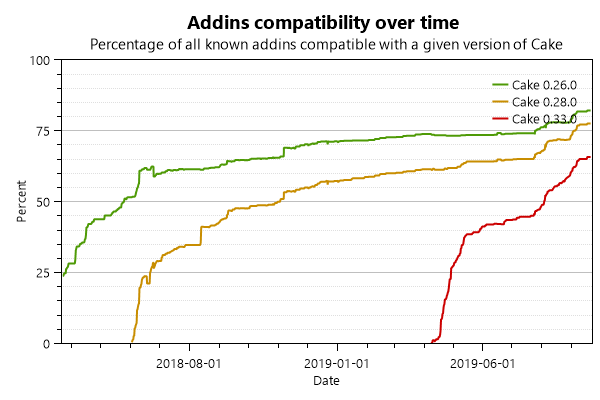 Addins compatibility over time
Percentage of all known addins compatible with a given version of Cake
100
Cake 0.26.0
Cake 0.28.0
Cake 0.33.0
75
Percent
50
25
0
2018-08-01
2019-01-01
2019-06-01
Date